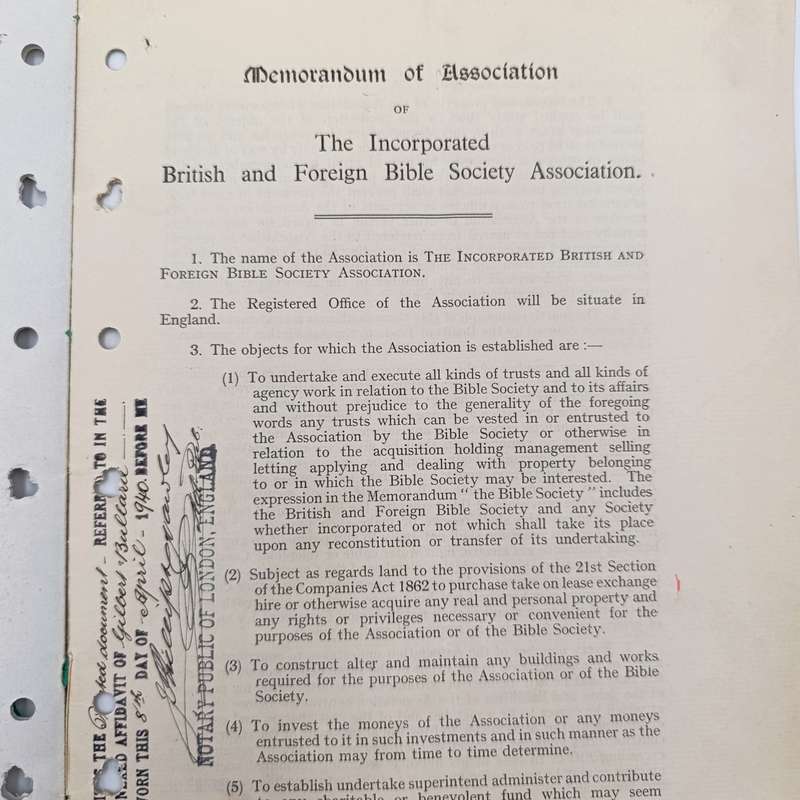 Memorandum of Association
OF
The Incorporated
British and Foreign Bible Society Association.
1. The name of the Association is THE INCORPORATED BRITISH AND
FOREIGN BIBLE SOCIETY ASSOCIATION.
2. The Registered Office of the Association will be situate in
England.
3. The objects for which the Association is established are :—
(1) To undertake and execute all kinds of trusts and all kinds of
agency work in relation to the Bible Society and to its affairs
and without prejudice to the generality of the foregoing
words any trusts which can be vested in or entrusted to
the Association by the Bible Society or otherwise in
relation to the acquisition holding management selling
letting applying and dealing with property belonging
to or in which the Bible Society may be interested. The
expression in the Memorandum “ the Bible Society ” includes
the British and Foreign Bible Society and any Society
whether incorporated or not which shall take its place
upon any reconstitution or transfer of its undertaking.
(2) Subject as regards land to the provisions of the 21st Section
of the Companies Act 1862 to purchase take on lease exchange
hire or otherwise acquire any real and personal property and
any rights or privileges necessary or convenient for the
purposes of the Association or of the Bible Society.
(3) To construct alter and maintain any buildings and works
required for the purposes of the Association or of the Bible
Society.
(4) To invest the moneys of the Association or any moneys
entrusted to it in such investments and in such manner as the
Association may from time to time determine.
(5) To establish undertake superintend administer and contribute
to any charitable or benevolent fund which may seem
THE Printed document - REFERRED TO IN THE
AFFIDAVIT OF Gilbert Bullard
THIS 8th DAY OF April - 1940. BEFORE ME
NOTARY PUBLIC OF LONDON, ENGLAND